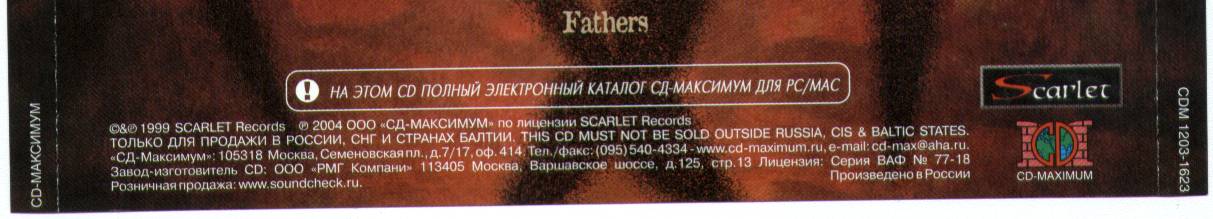 Fathers
! НА ЭТОМ CD ПОЛНЫЙ ЭЛЕКТРОННЫЙ КАТАЛОГ СД-МАКСИМУМ ДЛЯ PC/MAC
Scarlet
©&℗ 1999 SCARLET Records · ℗ 2004 ООО «СД-МАКСИМУМ» по лицензии SCARLET Records
ТОЛЬКО ДЛЯ ПРОДАЖИ В РОССИИ, СНГ И СТРАНАХ БАЛТИИ. THIS CD MUST NOT BE SOLD OUTSIDE RUSSIA, CIS & BALTIC STATES.
«СД-Максимум»: 105318 Москва, Семеновская пл., д.7/17, оф. 414, Тел./факс: (095) 540-4334 - www.cd-maximum.ru, e-mail: cd-max@aha.ru.
Завод-изготовитель CD: ООО «РМГ Компани» 113405 Москва, Варшавское шоссе, д.125, стр.13 Лицензия: Серия ВАФ № 77-18
Розничная продажа: www.soundcheck.ru.
Произведено в России
CD
CD-MAXIMUM
CD-МАКСИМУМ
CDM 1203-1623